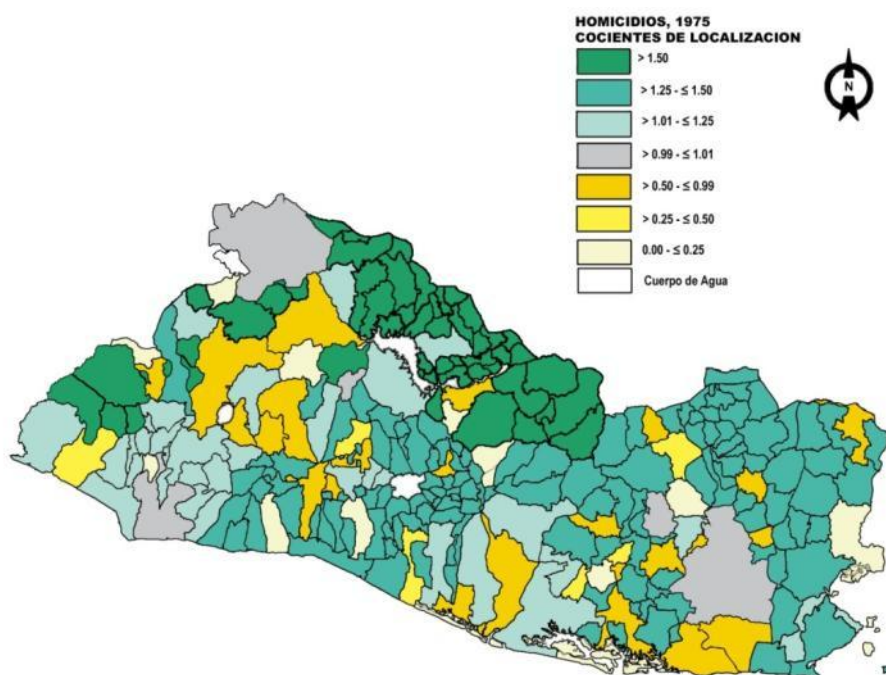 HOMICIDIOS, 1975
COCIENTES DE LOCALIZACION
> 1.50
> 1.25 - ≤ 1.50
> 1.01 - ≤ 1.25
> 0.99 - ≤ 1.01
> 0.50 - ≤ 0.99
> 0.25 - ≤ 0.50
0.00 - ≤ 0.25
Cuerpo de Agua
N